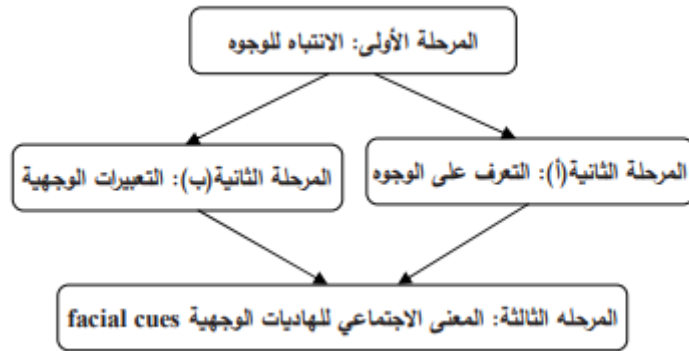 المرحلة الأولى: الانتباه للوجوه
المرحلة الثانية(أ): التعرف على الوجوه
المرحلة الثانية(ب): التعبيرات الوجهية
المرحله الثالثة: المعنى الاجتماعي للهاديات الوجهية facial cues